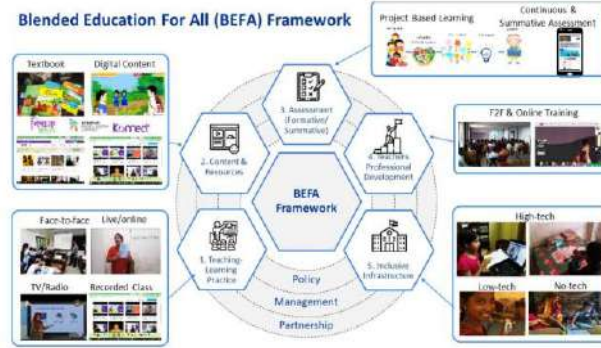 Blended Education For All (BEFA) Framework
Project Based Learning
Continuous &
Summative Assessment
Textbook
Digital Content
Konnect
3. Assessment
(Formative/
Summative)
2. Content &
Resources
4. Teachers
Professional
Development
F2F & Online Training
BEFA
Framework
Face-to-face
Live/online
TV/Radio
Recorded Class
1. Teaching-
Learning
Practice
5. Inclusive
Infrastructure
High-tech
Low-tech
No-tech
Policy
Management
Partnership